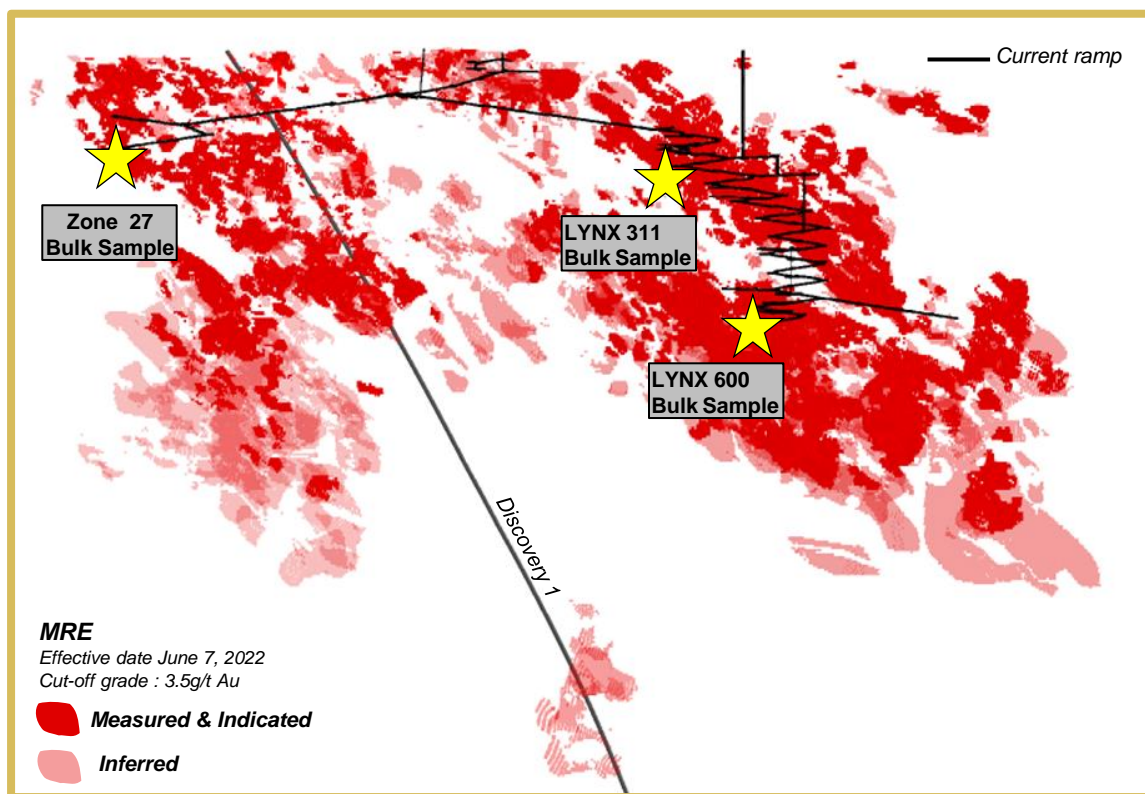 Current ramp
Zone 27
Bulk Sample
LYNX 311
Bulk Sample
LYNX 600
Bulk Sample
Discovery 1
MRE
Effective date June 7, 2022
Cut-off grade : 3.5g/t Au
Measured & Indicated
Inferred